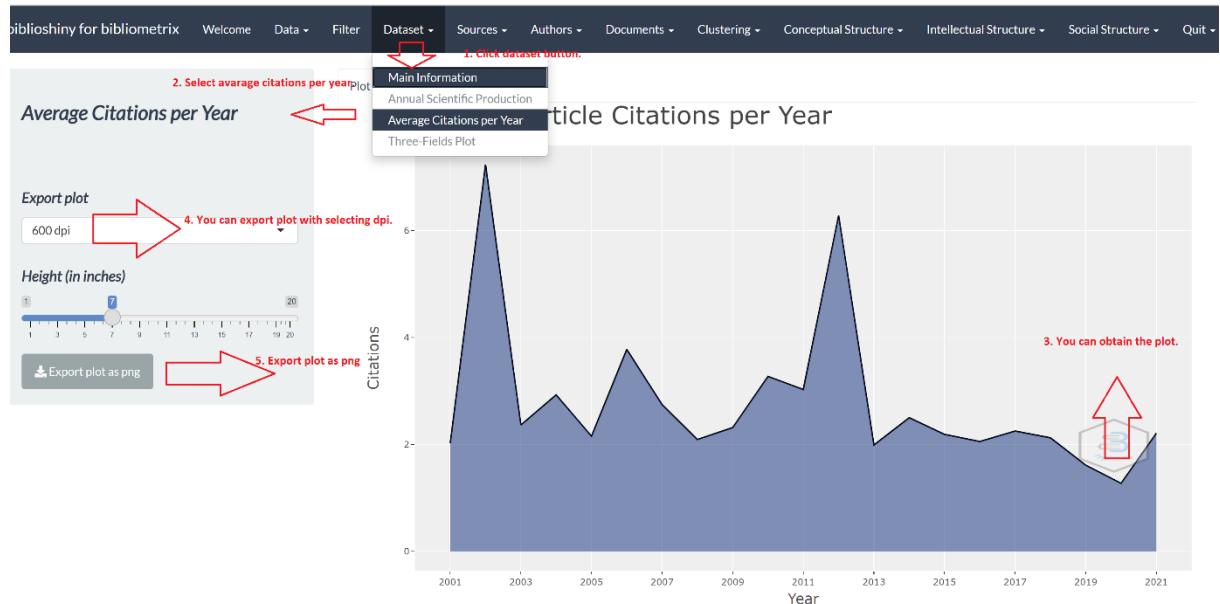 biblioshiny for bibliometrix Welcome Data Filter Dataset Sources Authors Documents Clustering Conceptual Structure Intellectual Structure Social Structure Quit
1. Click dataset button.
Main Information
Annual Scientific Production
Average Citations per Year
Three-Fields Plot
2. Select avarage citations per year.
Plot
Average Citations per Year
Export plot
600 dpi
4. You can export plot with selecting dpi.
Height (in inches)
1 7 20
1 3 5 7 9 11 13 15 17 19 20
Export plot as png
5. Export plot as png
rticle Citations per Year
Citations
6
4
2
0
3. You can obtain the plot.
2001 2003 2005 2007 2009 2011 2013 2015 2017 2019 2021
Year